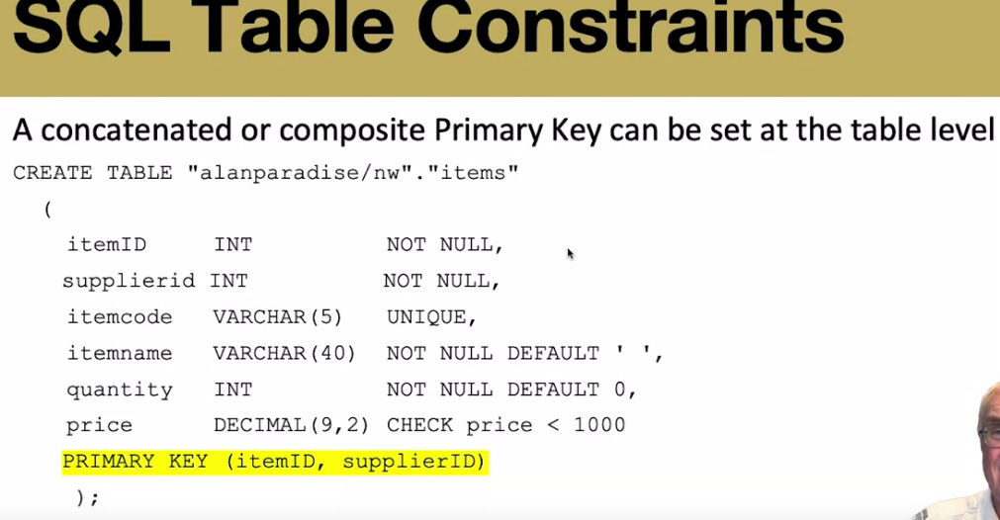 SQL Table Constraints
A concatenated or composite Primary Key can be set at the table level
CREATE TABLE "alanparadise/nw"."items"
(
itemID INT NOT NULL,
supplierid INT NOT NULL,
itemcode VARCHAR(5) UNIQUE,
itemname VARCHAR(40) NOT NULL DEFAULT ' ',
quantity INT NOT NULL DEFAULT 0,
price DECIMAL(9,2) CHECK price < 1000
PRIMARY KEY (itemID, supplierID)
);